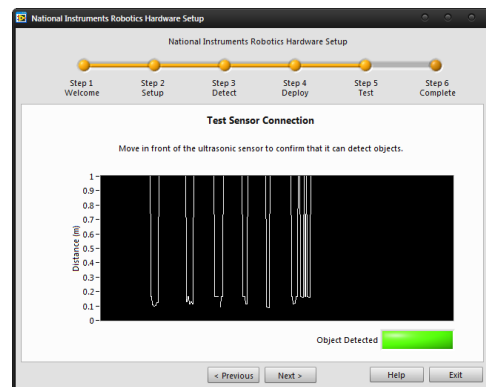 National Instruments Robotics Hardware Setup
National Instruments Robotics Hardware Setup
Step 1 Step 2 Step 3 Step 4 Step 5 Step 6
Welcome Setup Detect Deploy Test Complete
Test Sensor Connection
Move in front of the ultrasonic sensor to confirm that it can detect objects.
Distance (m)
1
0.9
0.8
0.7
0.6
0.5
0.4
0.3
0.2
0.1
0
Object Detected
< Previous Next > Help Exit